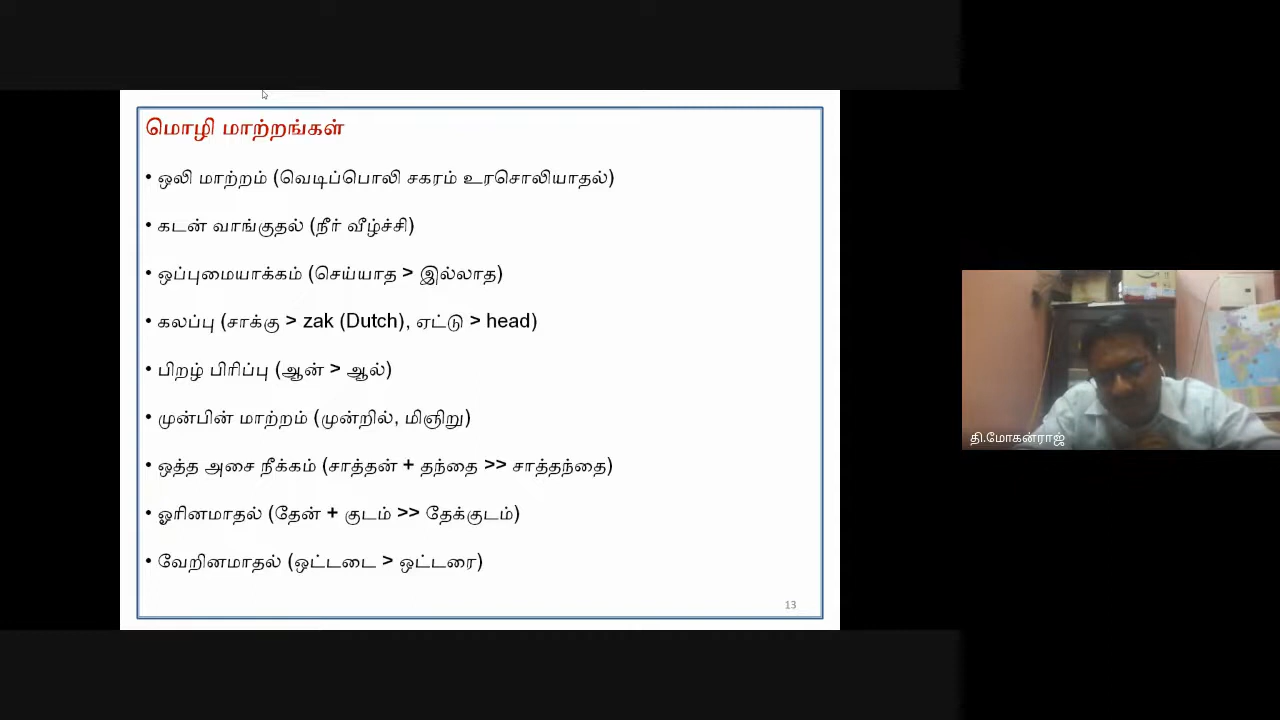 மொழி மாற்றங்கள்
• ஒலி மாற்றம் (வெடிப்பொலி சகரம் உரசொலியாதல்)
• கடன் வாங்குதல் (நீர் வீழ்ச்சி)
• ஒப்புமையாக்கம் (செய்யாத > இல்லாத)
• கலப்பு (சாக்கு > zak (Dutch), ஏட்டு > head)
• பிறழ் பிரிப்பு (ஆன் > ஆல்)
• முன்பின் மாற்றம் (முன்றில், மிஞிறு)
• ஒத்த அசை நீக்கம் (சாத்தன் + தந்தை >> சாத்தந்தை)
• ஓரினமாதல் (தேன் + குடம் >> தேக்குடம்)
• வேறினமாதல் (ஒட்டடை > ஒட்டரை)
13
தி.மோகன்ராஜ்